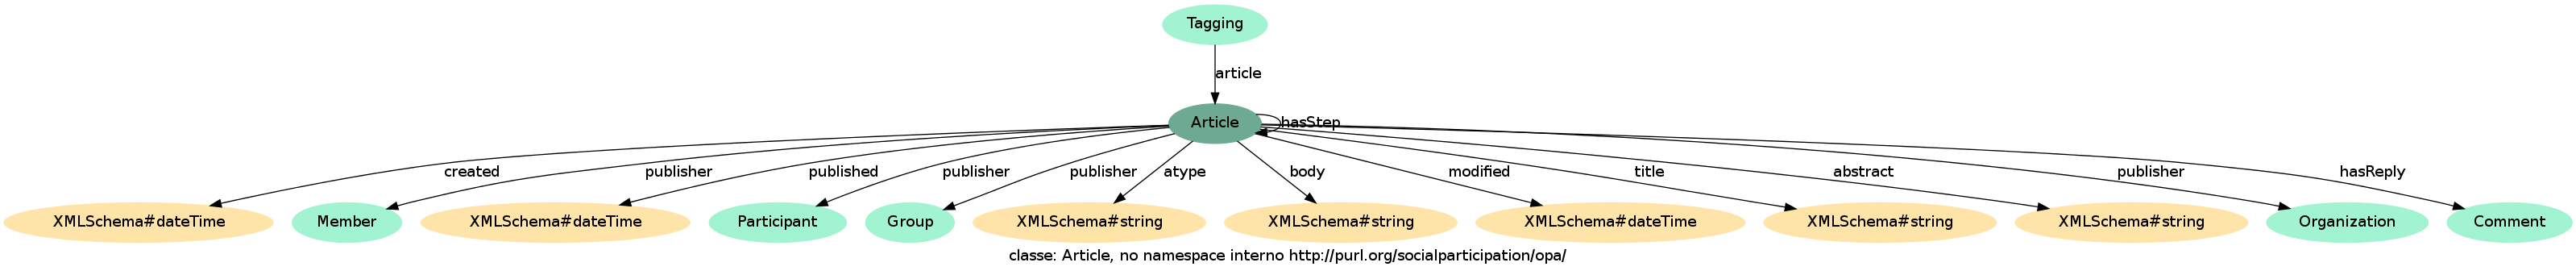 Tagging
article
Article
hasStep
created
publisher
published
publisher
publisher
atype
body
modified
title
abstract
publisher
hasReply
XMLSchema#dateTime
Member
XMLSchema#dateTime
Participant
Group
XMLSchema#string
XMLSchema#string
XMLSchema#dateTime
XMLSchema#string
XMLSchema#string
Organization
Comment
classe: Article, no namespace interno http://purl.org/socialparticipation/opa/